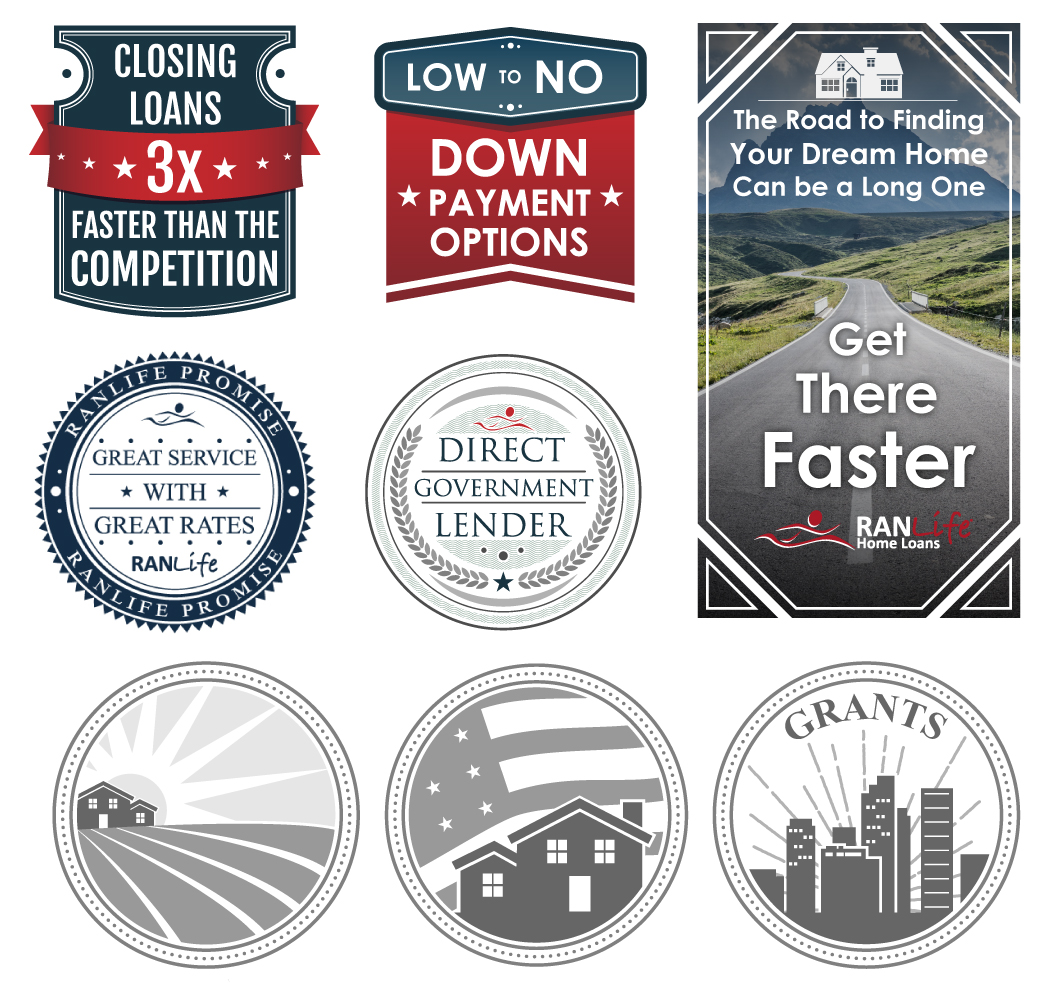 CLOSING
LOANS
3x
FASTER THAN THE
COMPETITION
LOW TO NO
DOWN
PAYMENT
OPTIONS
The Road to Finding
Your Dream Home
Can be a Long One
Get
There
Faster
RANLife
Home Loans
RANLIFE PROMISE
GREAT SERVICE
WITH
GREAT RATES
RANLife
RANLIFE PROMISE
DIRECT
GOVERNMENT
LENDER
GRANTS